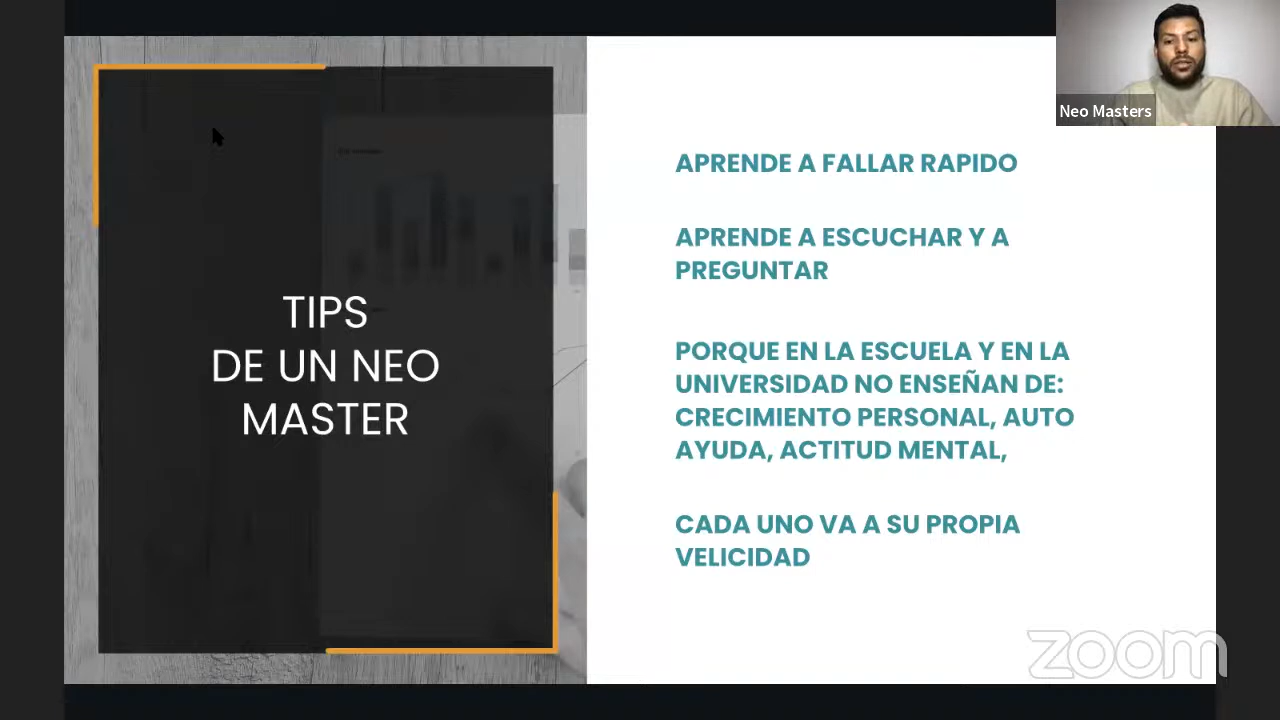 Neo Masters
TIPS
DE UN NEO
MASTER
APRENDE A FALLAR RAPIDO
APRENDE A ESCUCHAR Y A
PREGUNTAR
PORQUE EN LA ESCUELA Y EN LA
UNIVERSIDAD NO ENSEÑAN DE:
CRECIMIENTO PERSONAL, AUTO
AYUDA, ACTITUD MENTAL,
CADA UNO VA A SU PROPIA
VELICIDAD
zoom